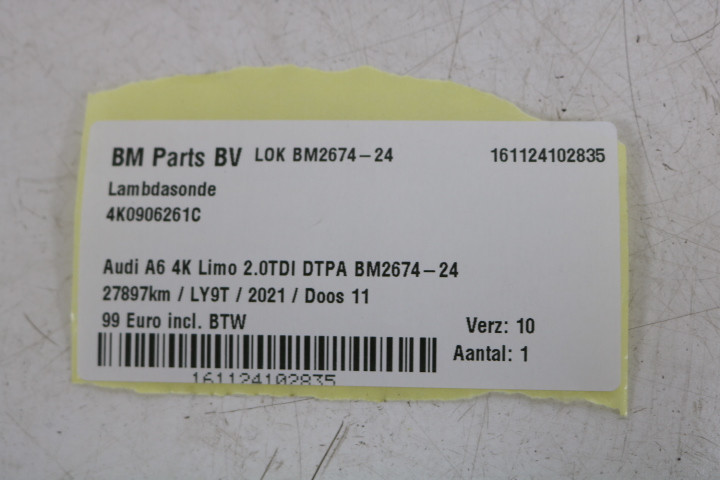 BM Parts BV LOK BM2674-24 161124102835
Lambdasonde
4K0906261C
Audi A6 4K Limo 2.0TDI DTPA BM2674-24
27897km / LY9T / 2021 / Doos 11
99 Euro incl. BTW Verz: 10
Aantal: 1
161124102835